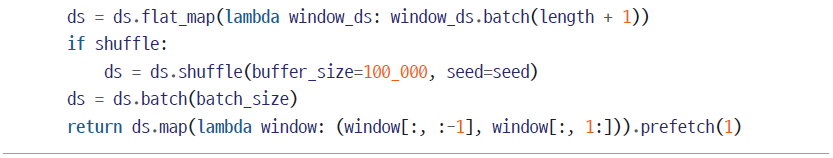 ds = ds.flat_map(lambda window_ds: window_ds.batch(length + 1))
if shuffle:
    ds = ds.shuffle(buffer_size=100_000, seed=seed)
ds = ds.batch(batch_size)
return ds.map(lambda window: (window[:, :-1], window[:, 1:])).prefetch(1)